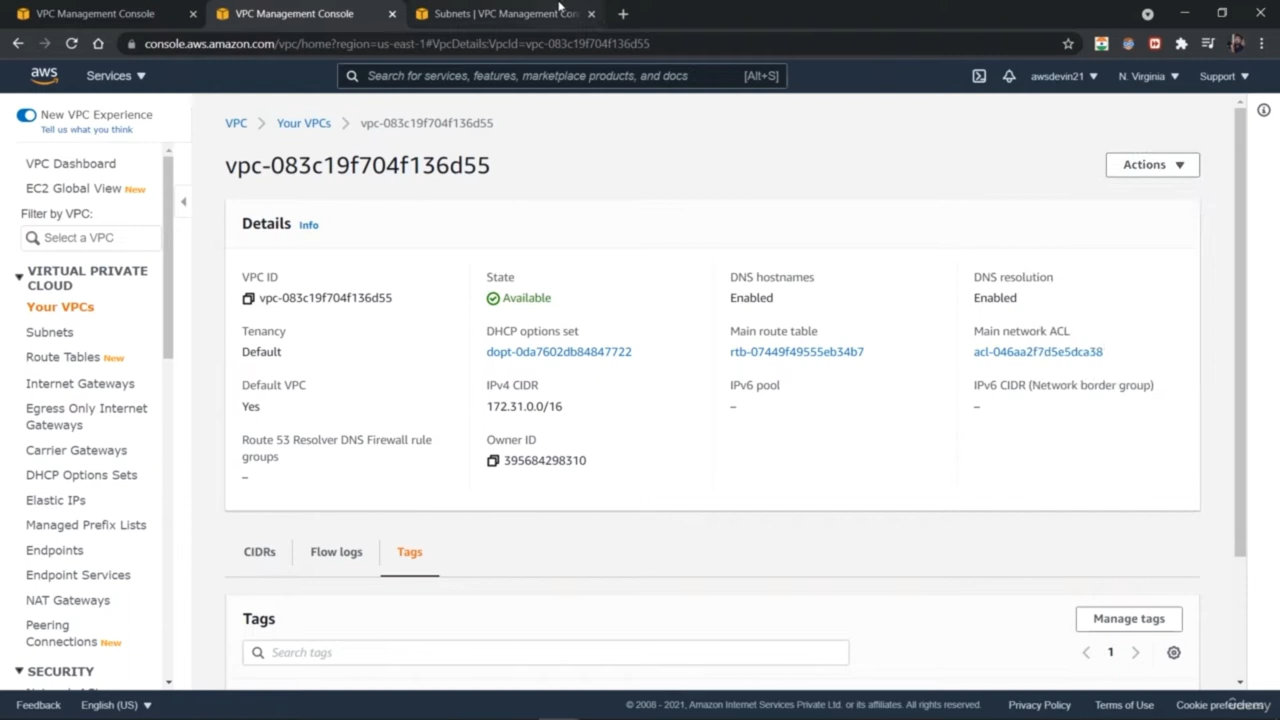 VPC Management Console
VPC Management Console
Subnets | VPC Management Con
console.aws.amazon.com/vpc/home?region=us-east-1#VpcDetails:VpcId=vpc-083c19f704f136d55
aws
Services ▼
Search for services, features, marketplace products, and docs
[Alt+S]
awsdevin21 ▼
N. Virginia ▼
Support ▼
New VPC Experience
Tell us what you think
VPC Dashboard
EC2 Global View New
Filter by VPC:
Select a VPC
VIRTUAL PRIVATE
CLOUD
Your VPCs
Subnets
Route Tables New
Internet Gateways
Egress Only Internet
Gateways
Carrier Gateways
DHCP Options Sets
Elastic IPs
Managed Prefix Lists
Endpoints
Endpoint Services
NAT Gateways
Peering
Connections New
SECURITY
VPC > Your VPCs > vpc-083c19f704f136d55
vpc-083c19f704f136d55
Actions ▼
Details Info
VPC ID
vpc-083c19f704f136d55
State
Available
DNS hostnames
Enabled
DNS resolution
Enabled
Tenancy
Default
DHCP options set
dopt-0da7602db84847722
Main route table
rtb-07449f49555eb34b7
Main network ACL
acl-046aa2f7d5e5dca38
Default VPC
Yes
IPv4 CIDR
172.31.0.0/16
IPv6 pool
–
IPv6 CIDR (Network border group)
–
Route 53 Resolver DNS Firewall rule
groups
–
Owner ID
395684298310
CIDRs
Flow logs
Tags
Tags
Manage tags
Search tags
1
Feedback
English (US) ▼
© 2008 - 2021, Amazon Internet Services Private Ltd. or its affiliates. All rights reserved.
Privacy Policy
Terms of Use
Cookie preferences
Udemy